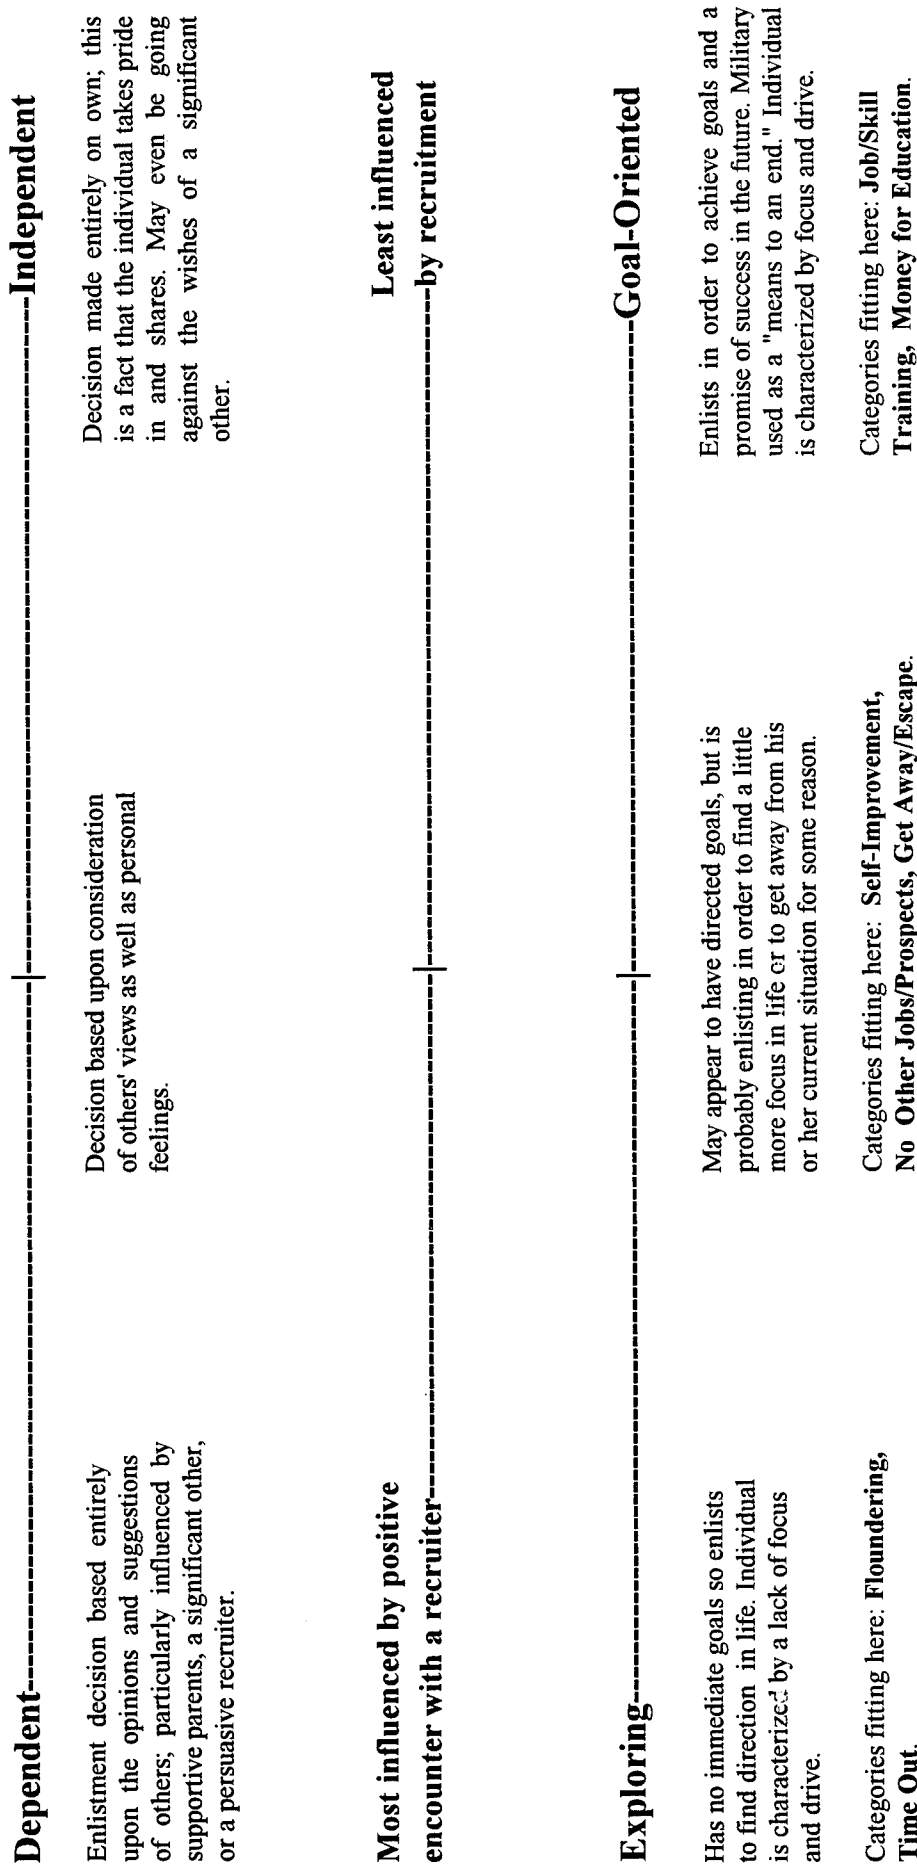 Dependent-----Independent
Enlistment decision based entirely
upon the opinions and suggestions
of others; particularly influenced by
supportive parents, a significant other,
or a persuasive recruiter.
Decision based upon consideration
of others' views as well as personal
feelings.
Decision made entirely on own; this
is a fact that the individual takes pride
in and shares. May even be going
against the wishes of a significant
other.
Most influenced by positive
encounter with a recruiter-----
Least influenced
by recruitment
Exploring-----Goal-Oriented
Has no immediate goals so enlists
to find direction in life. Individual
is characterized by a lack of focus
and drive.
Categories fitting here: Floundering,
Time Out.
May appear to have directed goals, but is
probably enlisting in order to find a little
more focus in life or to get away from his
or her current situation for some reason.
Categories fitting here: Self-Improvement,
No Other Jobs/Prospects, Get Away/Escape.
Enlists in order to achieve goals and a
promise of success in the future. Military
used as a "means to an end." Individual
is characterized by focus and drive.
Categories fitting here: Job/Skill
Training, Money for Education.